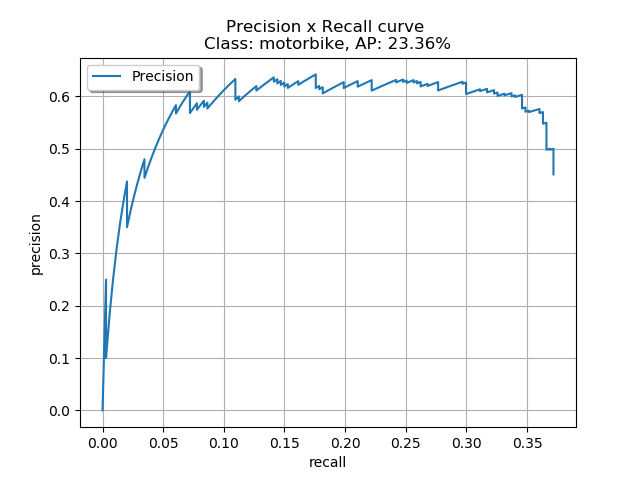 Precision x Recall curve
Class: motorbike, AP: 23.36%
Precision
0.6
0.5
0.4
0.3
0.2
0.1
0.0
precision
0.00 0.05 0.10 0.15 0.20 0.25 0.30 0.35
recall